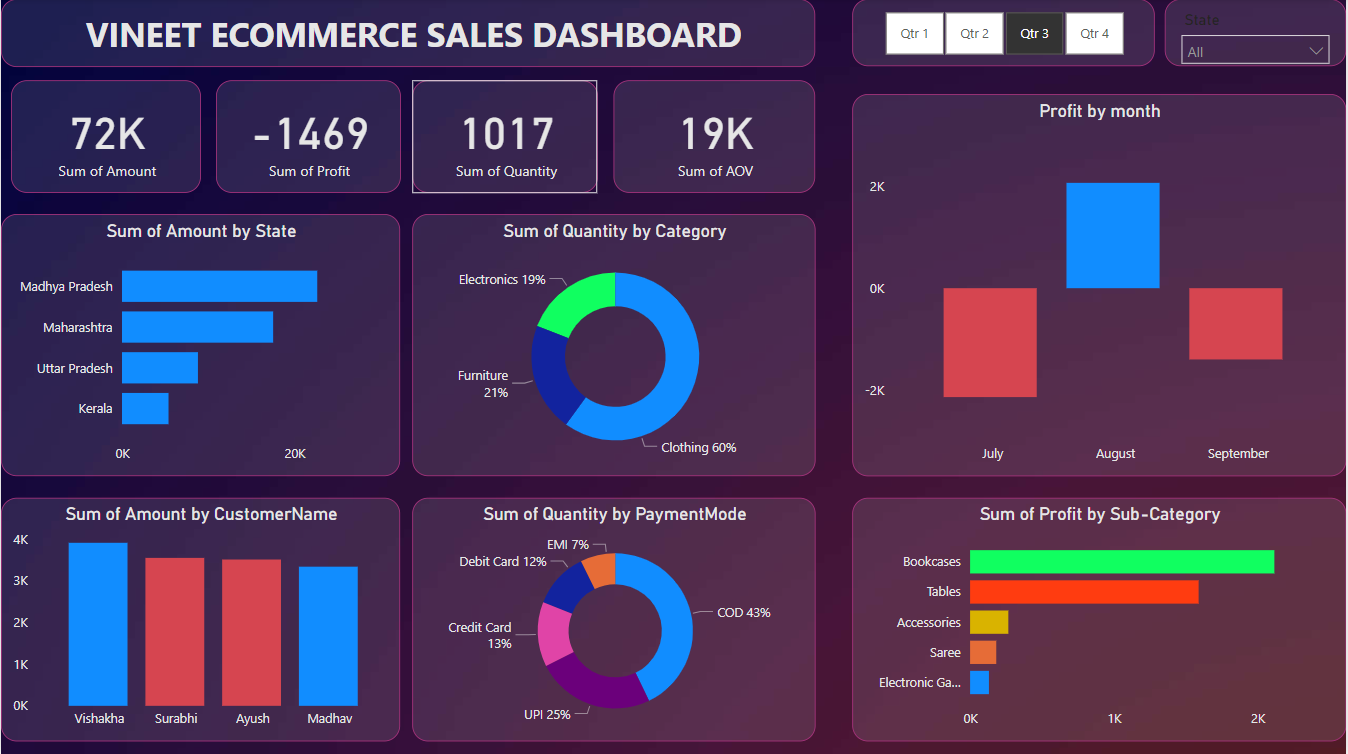 VINEET ECOMMERCE SALES DASHBOARD
Qtr 1
Qtr 2
Qtr 3
Qtr 4
State
All
72K
Sum of Amount
-1469
Sum of Profit
1017
Sum of Quantity
19K
Sum of AOV
Profit by month
2K
0K
-2K
July
August
September
Sum of Amount by State
Madhya Pradesh
Maharashtra
Uttar Pradesh
Kerala
0K
20K
Sum of Quantity by Category
Electronics 19%
Furniture
21%
Clothing 60%
Sum of Amount by CustomerName
4K
3K
2K
1K
0K
Vishakha
Surabhi
Ayush
Madhav
Sum of Quantity by PaymentMode
EMI 7%
Debit Card 12%
Credit Card
13%
UPI 25%
COD 43%
Sum of Profit by Sub-Category
Bookcases
Tables
Accessories
Saree
Electronic Ga...
0K
1K
2K